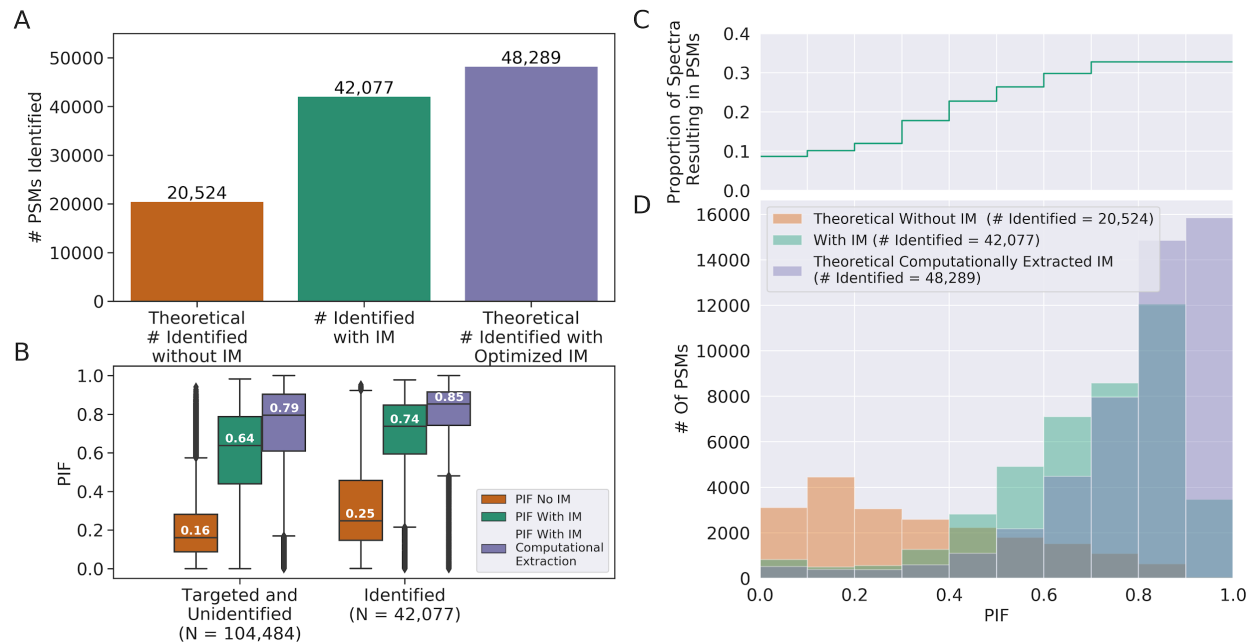 A
50000
40000
30000
20000
10000
0
# PSMs Identified
20,524
42,077
48,289
Theoretical
# Identified
without IM
# Identified
with IM
Theoretical
# Identified with
Optimized IM
B
1.0
0.8
0.6
0.4
0.2
0.0
PIF
0.16
0.64
0.79
0.25
0.74
0.85
PIF No IM
PIF With IM
PIF With IM
Computational
Extraction
Targeted and
Unidentified
(N = 104,484)
Identified
(N = 42,077)
C
0.4
0.3
0.2
0.1
0.0
Proportion of Spectra
Resulting in PSMs
D
16000
14000
12000
10000
8000
6000
4000
2000
0
# Of PSMs
Theoretical Without IM (# Identified = 20,524)
With IM (# Identified = 42,077)
Theoretical Computationally Extracted IM
(# Identified = 48,289)
0.0
0.2
0.4
0.6
0.8
1.0
PIF